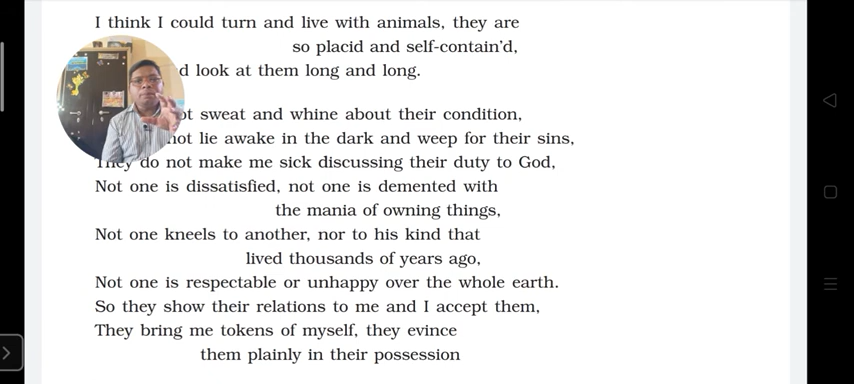 I think I could turn and live with animals, they are
so placid and self-contain'd,
look at them long and long.
sweat and whine about their condition,
not lie awake in the dark and weep for their sins,
They do not make me sick discussing their duty to God,
Not one is dissatisfied, not one is demented with
the mania of owning things,
Not one kneels to another, nor to his kind that
lived thousands of years ago,
Not one is respectable or unhappy over the whole earth.
So they show their relations to me and I accept them,
They bring me tokens of myself, they evince
them plainly in their possession